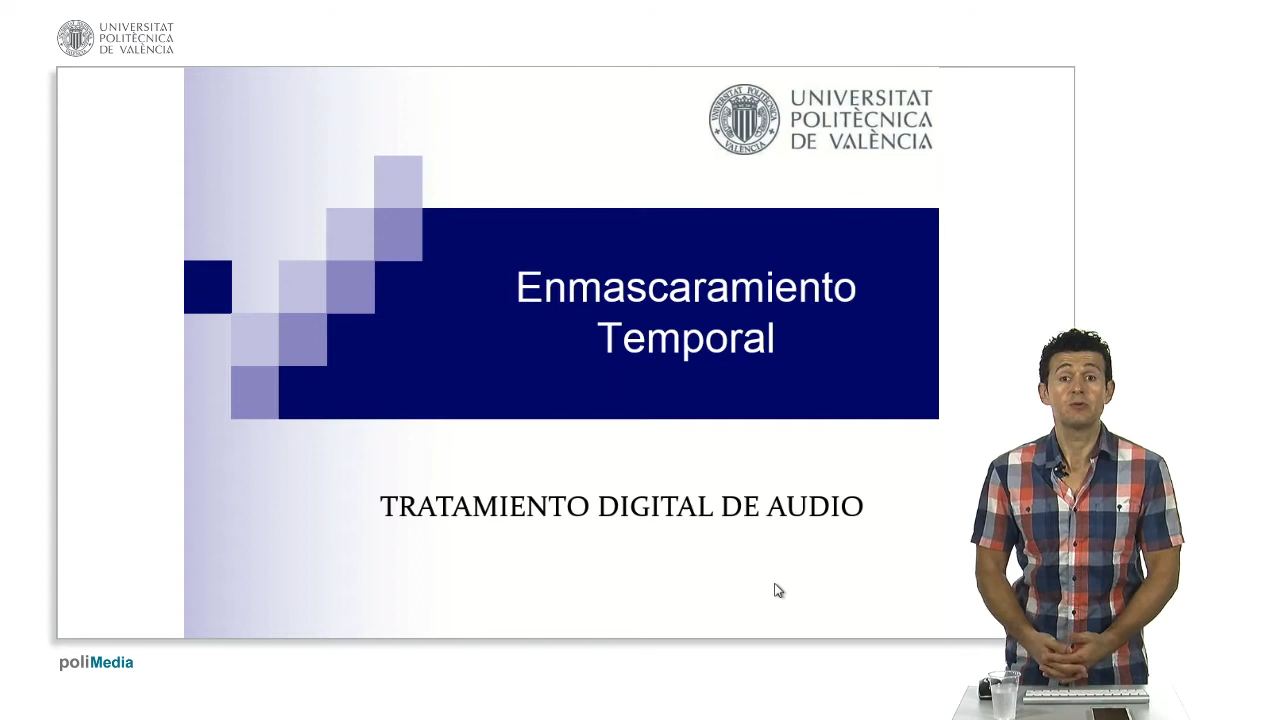 UNIVERSITAT
POLITÈCNICA
DE VALÈNCIA
UNIVERSITAT
POLITÈCNICA
DE VALÈNCIA
Enmascaramiento
Temporal
TRATAMIENTO DIGITAL DE AUDIO
poliMedia